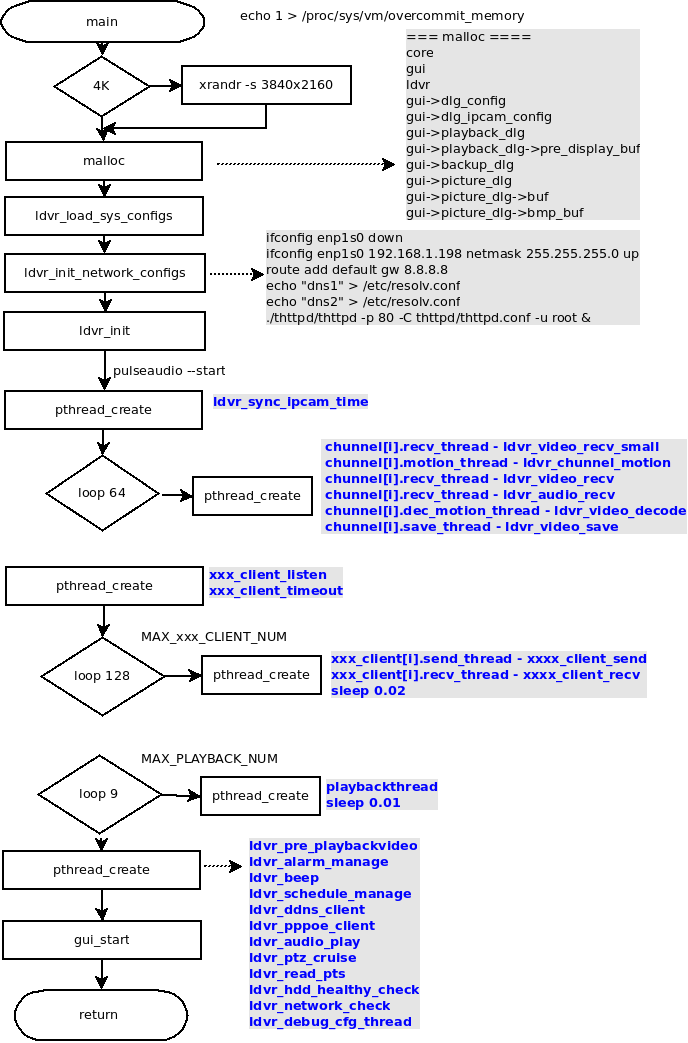 main
echo 1 > /proc/sys/vm/overcommit_memory
4K
xrandr -s 3840x2160
=== malloc ====
core
gui
ldvr
gui->dlg_config
gui->dlg_ipcam_config
gui->playback_dlg
gui->playback_dlg->pre_display_buf
gui->backup_dlg
gui->picture_dlg
gui->picture_dlg->buf
gui->picture_dlg->bmp_buf
malloc
ldvr_load_sys_configs
ldvr_init_network_configs
ifconfig enp1s0 down
ifconfig enp1s0 192.168.1.198 netmask 255.255.255.0 up
route add default gw 8.8.8.8
echo "dns1" > /etc/resolv.conf
echo "dns2" > /etc/resolv.conf
./thttpd/thttpd -p 80 -C thttpd/thttpd.conf -u root &
ldvr_init
pulseaudio --start
pthread_create
ldvr_sync_ipcam_time
loop 64
pthread_create
chunnel[i].recv_thread - ldvr_video_recv_small
chunnel[i].motion_thread - ldvr_chunnel_motion
chunnel[i].recv_thread - ldvr_video_recv
chunnel[i].recv_thread - ldvr_audio_recv
chunnel[i].dec_motion_thread - ldvr_video_decode
chunnel[i].save_thread - ldvr_video_save
pthread_create
xxx_client_listen
xxx_client_timeout
MAX_xxx_CLIENT_NUM
loop 128
pthread_create
xxx_client[i].send_thread - xxxx_client_send
xxx_client[i].recv_thread - xxxx_client_recv
sleep 0.02
MAX_PLAYBACK_NUM
loop 9
pthread_create
playbackthread
sleep 0.01
pthread_create
ldvr_pre_playbackvideo
ldvr_alarm_manage
ldvr_beep
ldvr_schedule_manage
ldvr_ddns_client
ldvr_pppoe_client
ldvr_audio_play
ldvr_ptz_cruise
ldvr_read_pts
ldvr_hdd_healthy_check
ldvr_network_check
ldvr_debug_cfg_thread
gui_start
return